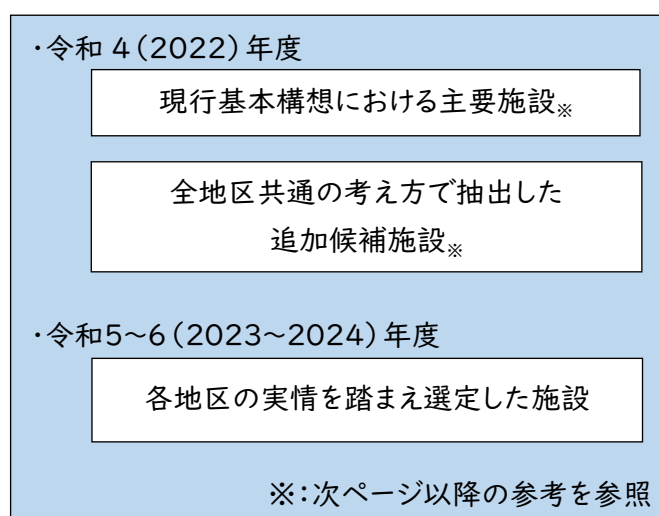 ・令和 4(2022)年度
現行基本構想における主要施設※
全地区共通の考え方で抽出した
追加候補施設※
・令和5~6(2023~2024)年度
各地区の実情を踏まえ選定した施設
※:次ページ以降の参考を参照